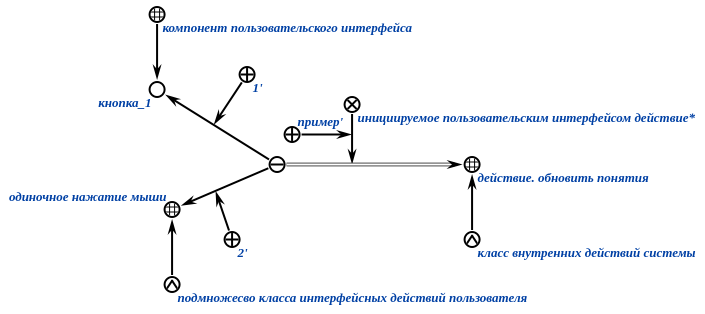 компонент пользовательского интерфейса
1'
кнопка_1
пример'
инициируемое пользовательским интерфейсом действие*
действие. обновить понятия
одиночное нажатие мыши
2'
класс внутренних действий системы
подмножесво класса интерфейсных действий пользователя